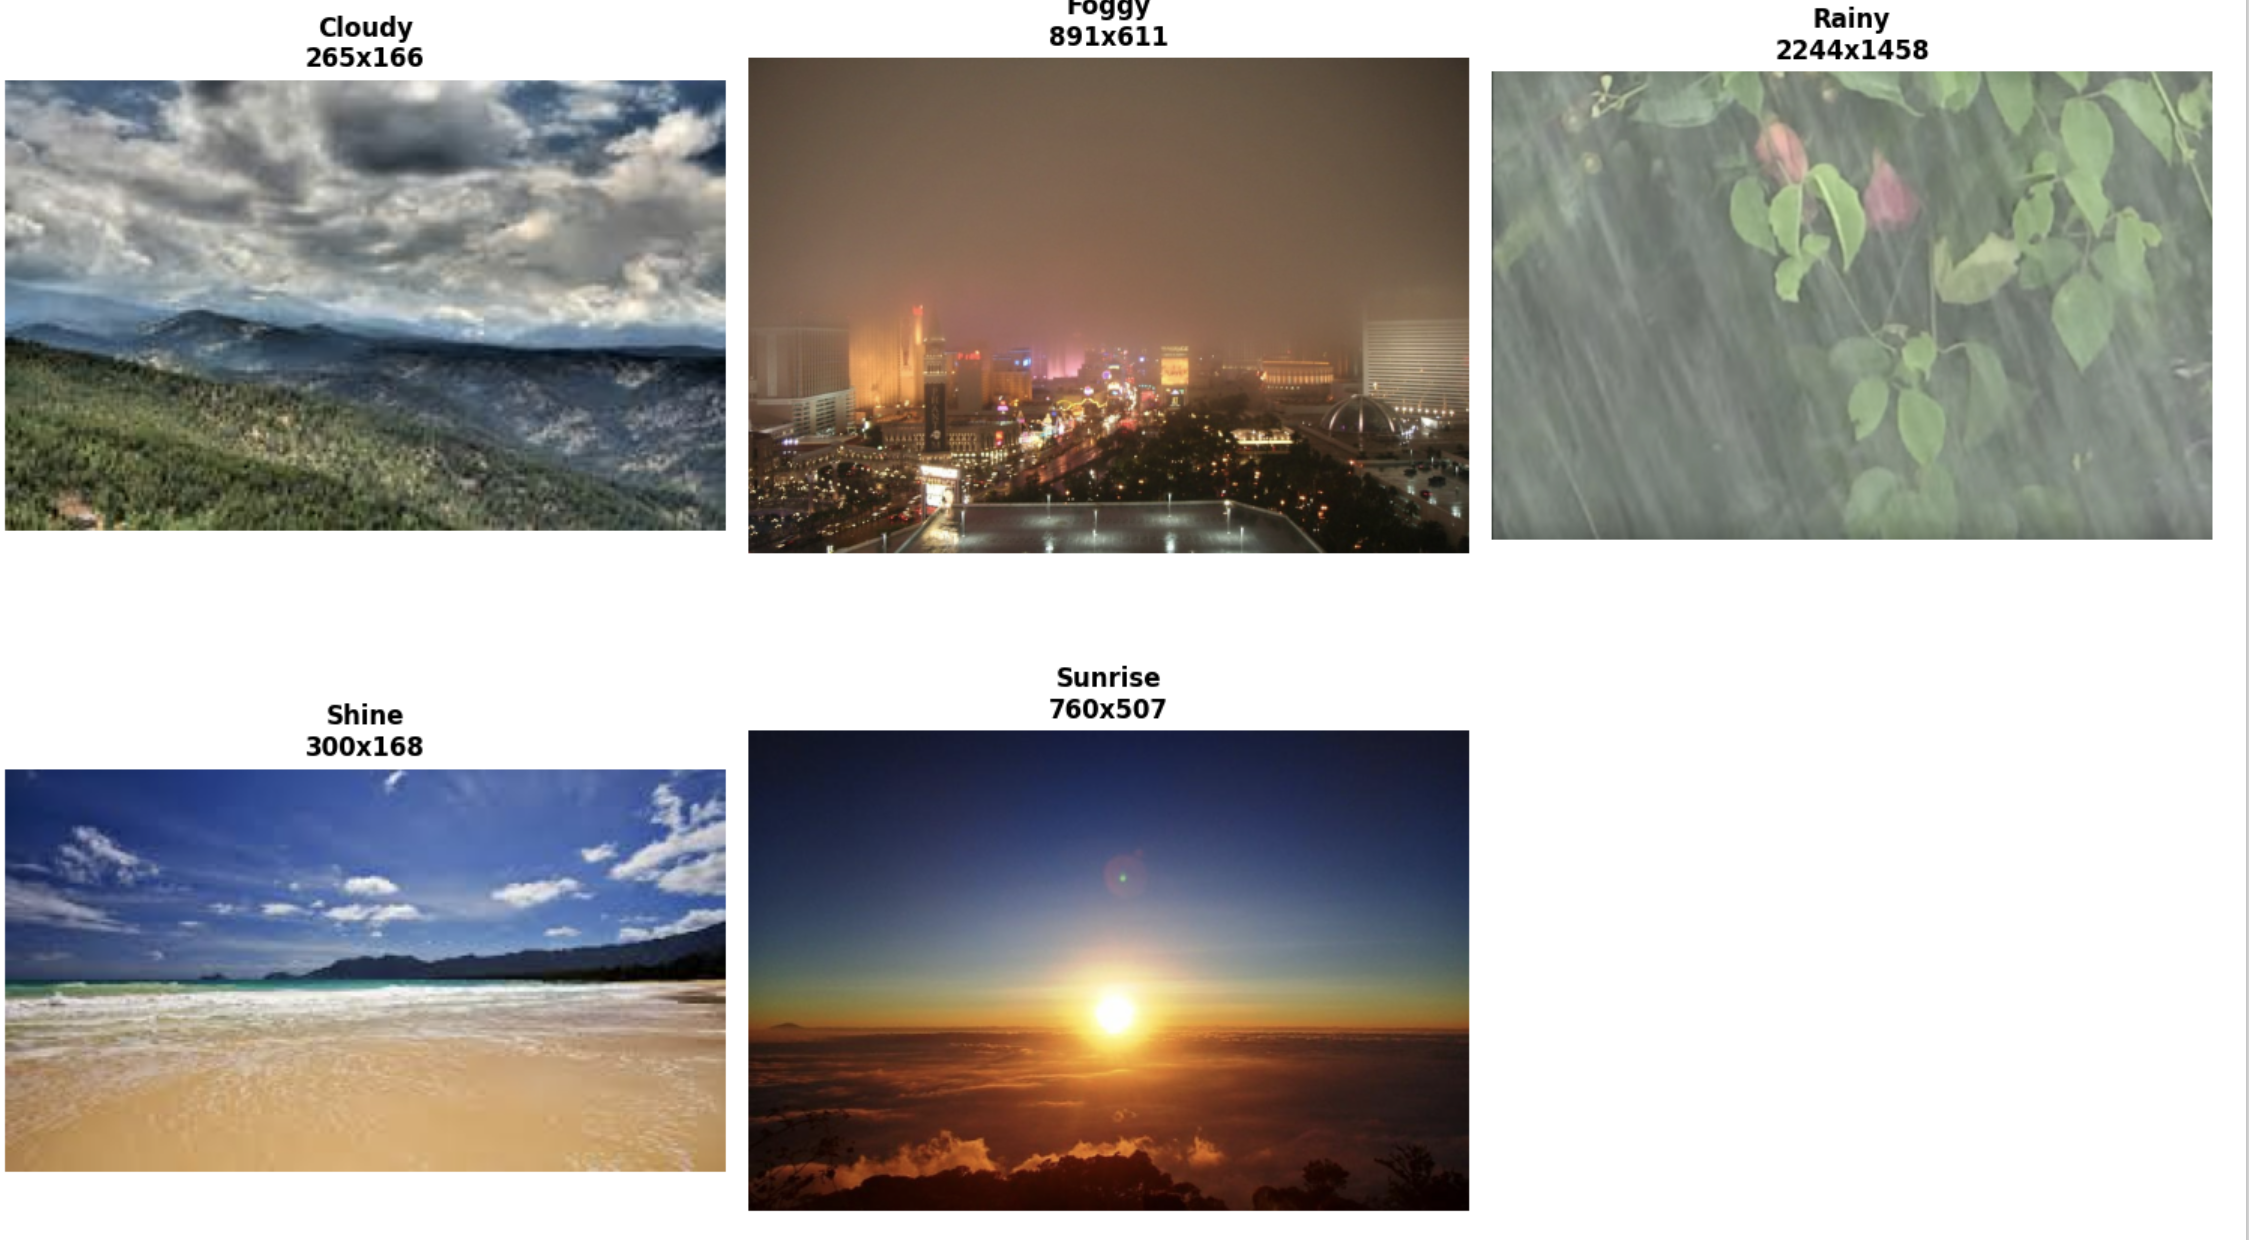 Cloudy
265x166
Foggy
891x611
Rainy
2244x1458
Shine
300x168
Sunrise
760x507